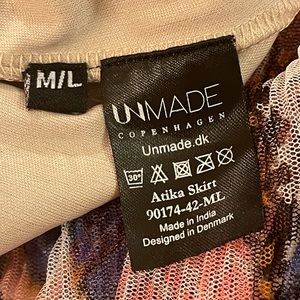 M/L
UNMADE
COPENHAGEN
Unmade.dk
30°
Atika Skirt
90174-42-ML
Made in India
Designed in Denmark